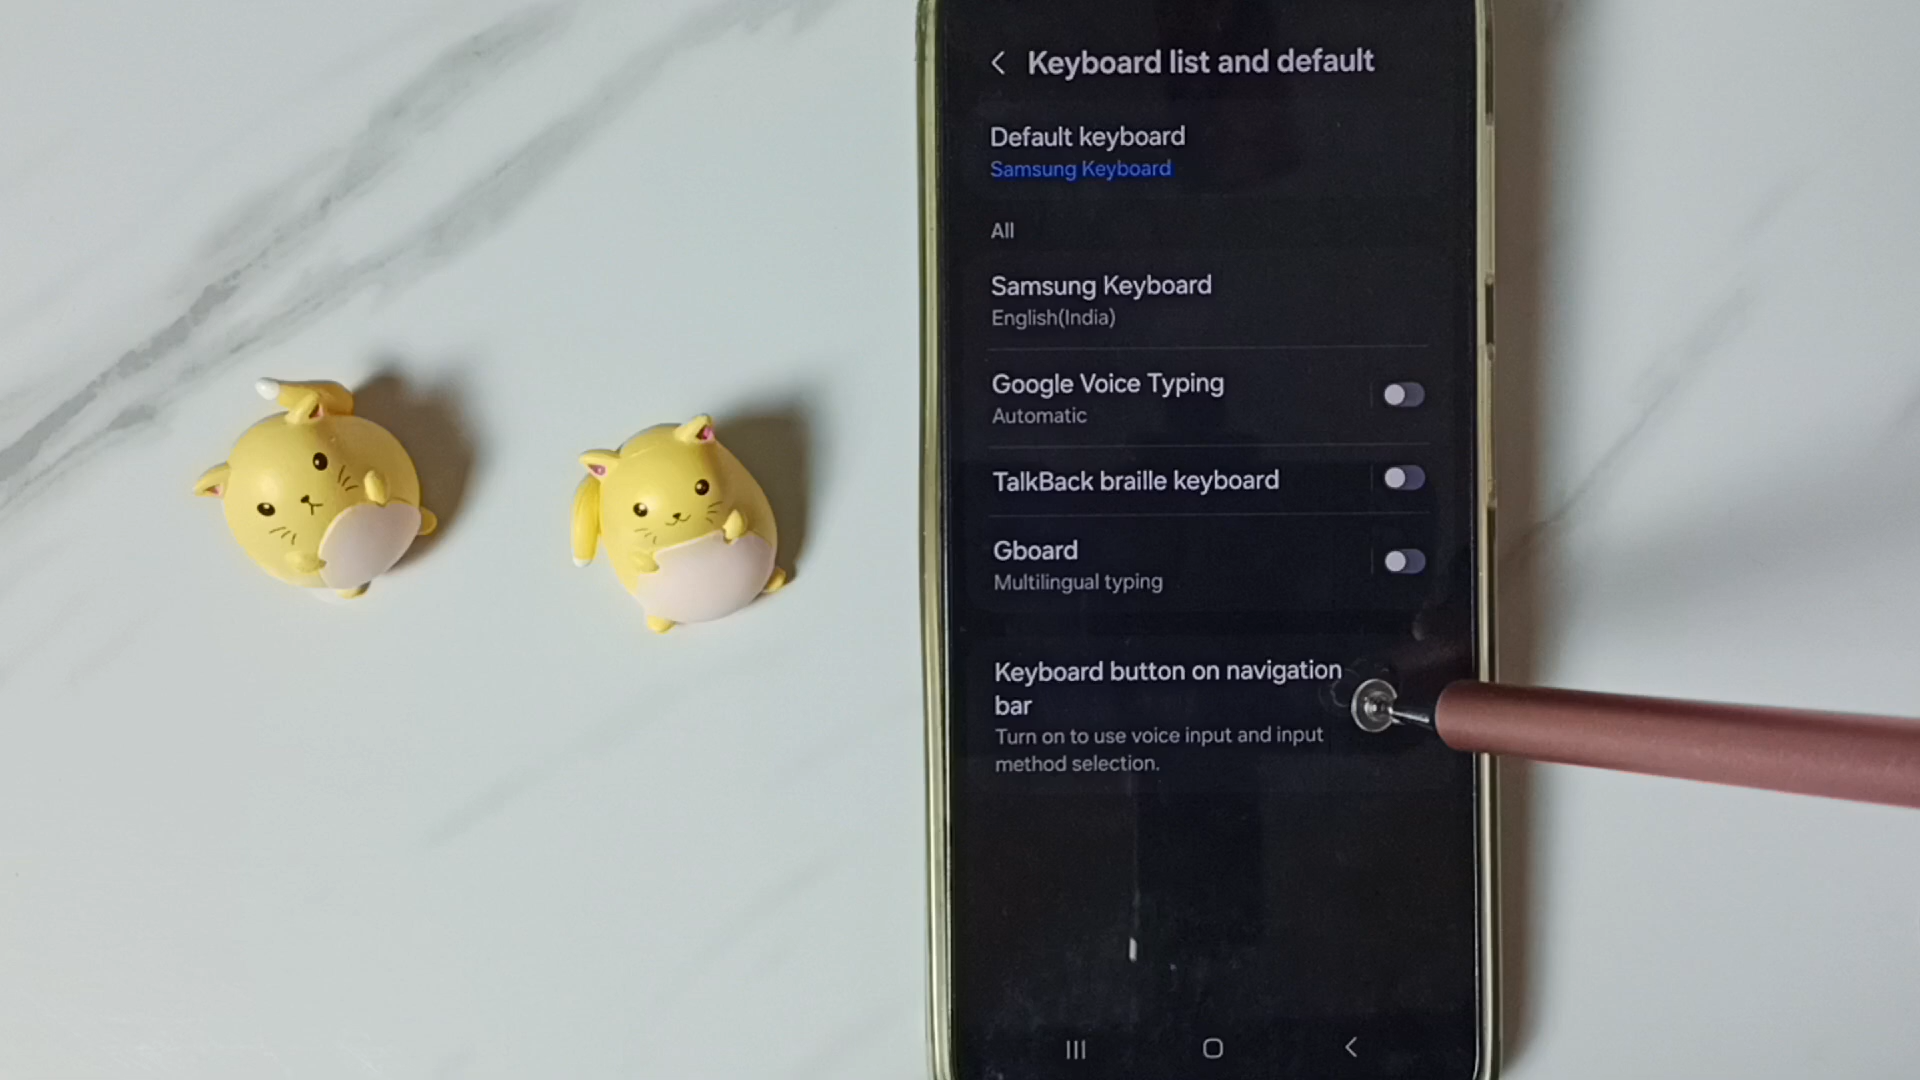 Keyboard list and default
Default keyboard
Samsung Keyboard
All
Samsung Keyboard
English(India)
Google Voice Typing
Automatic
TalkBack braille keyboard
Gboard
Multilingual typing
Keyboard button on navigation
bar
Turn on to use voice input and input
method selection.